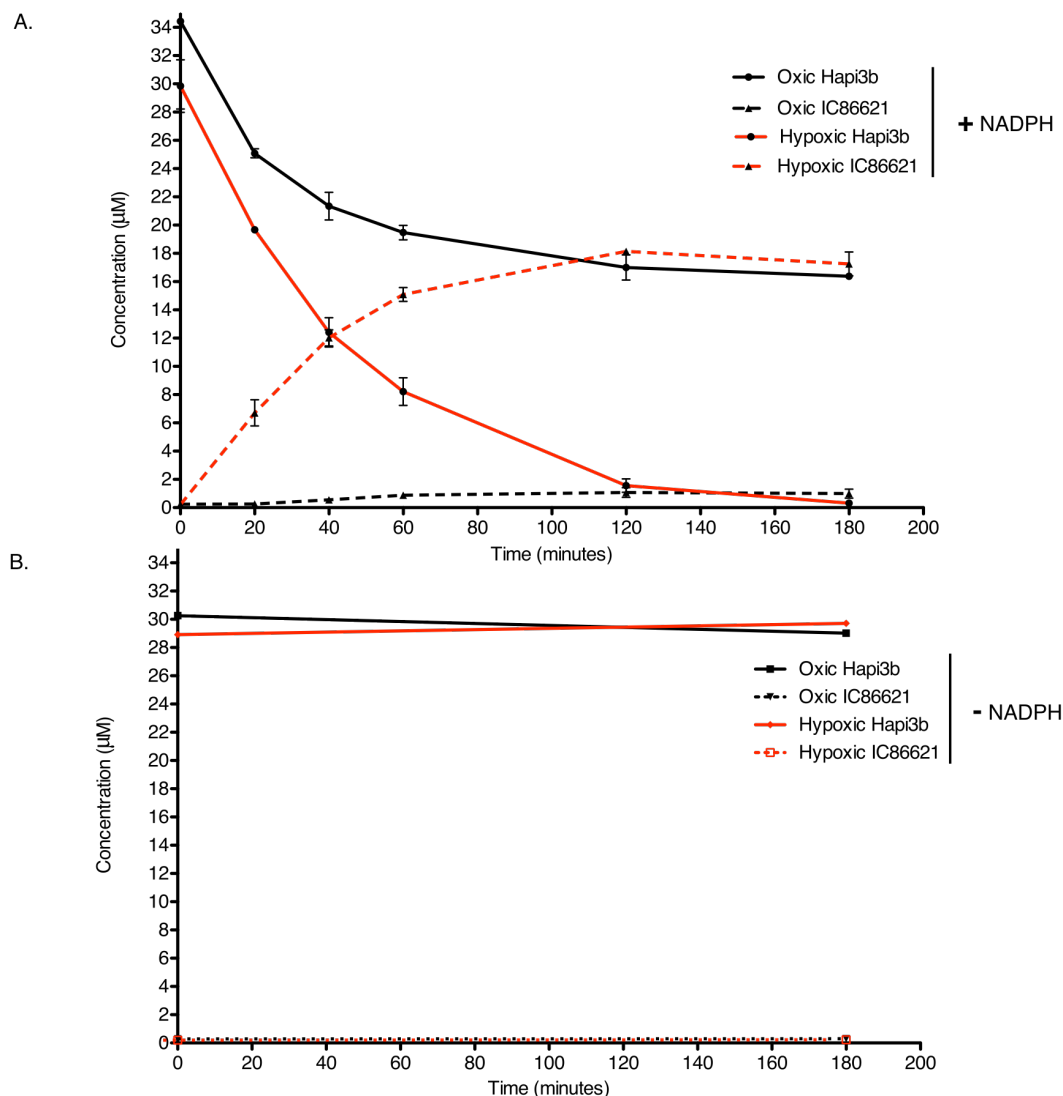 A.
34
32
30
28
26
24
22
20
18
16
14
12
10
8
6
4
2
0
Concentration (µM)
0 20 40 60 80 100 120 140 160 180 200
Time (minutes)
Oxic Hapi3b
Oxic IC86621
Hypoxic Hapi3b
Hypoxic IC86621
+ NADPH
B.
34
32
30
28
26
24
22
20
18
16
14
12
10
8
6
4
2
0
Concentration (µM)
0 20 40 60 80 100 120 140 160 180 200
Time (minutes)
Oxic Hapi3b
Oxic IC86621
Hypoxic Hapi3b
Hypoxic IC86621
- NADPH